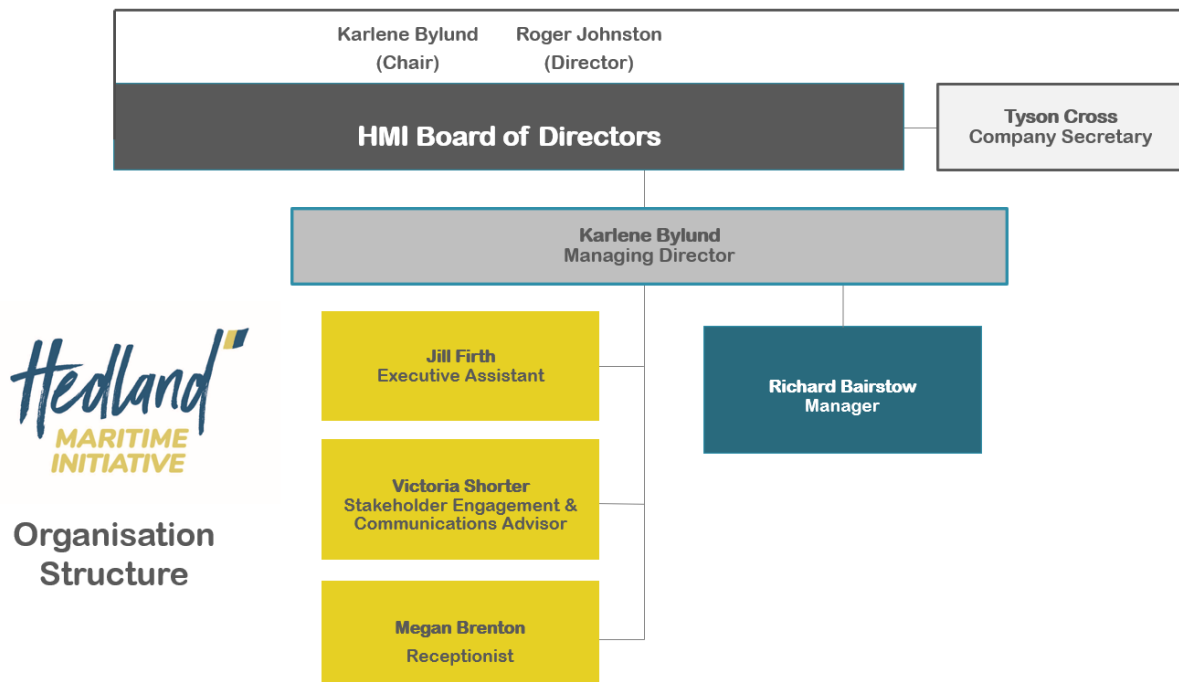 Karlene Bylund
(Chair)
Roger Johnston
(Director)
HMI Board of Directors
Tyson Cross
Company Secretary
Karlene Bylund
Managing Director
Hedland
MARITIME
INITIATIVE
Organisation
Structure
Jill Firth
Executive Assistant
Victoria Shorter
Stakeholder Engagement &
Communications Advisor
Megan Brenton
Receptionist
Richard Bairstow
Manager